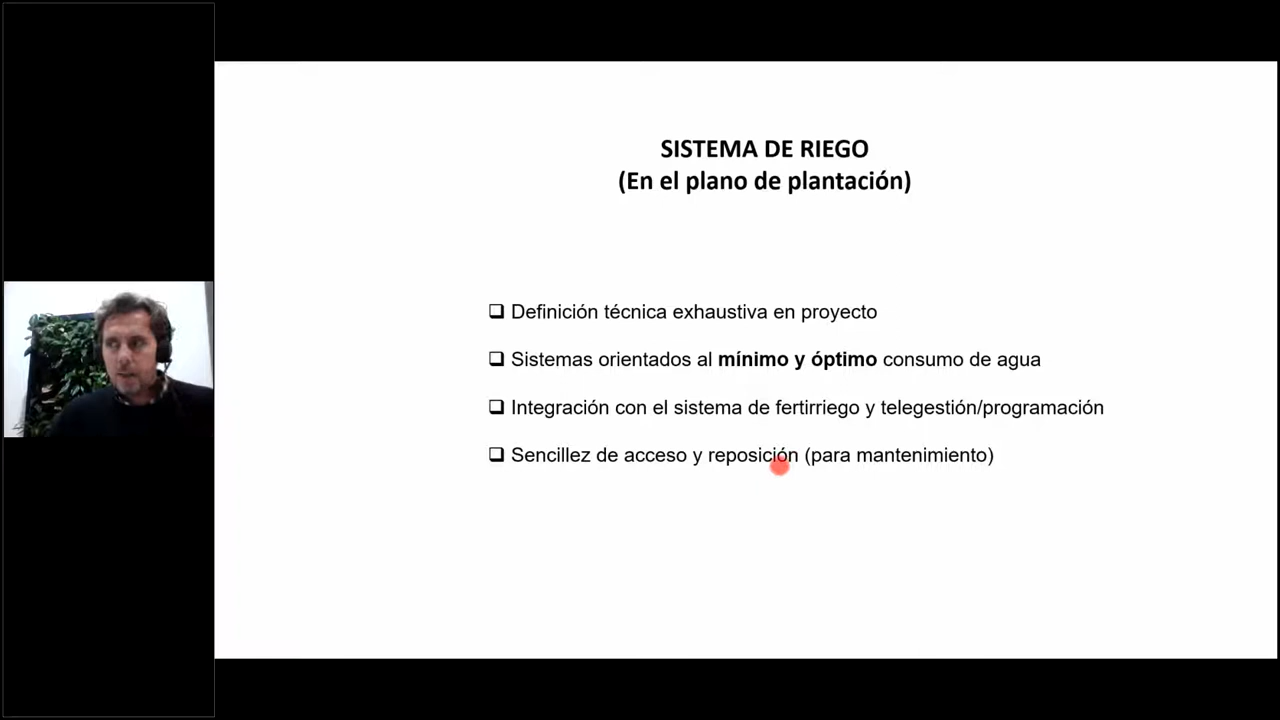 SISTEMA DE RIEGO
(En el plano de plantación)
Definición técnica exhaustiva en proyecto
Sistemas orientados al mínimo y óptimo consumo de agua
Integración con el sistema de fertirriego y telegestión/programación
Sencillez de acceso y reposición (para mantenimiento)